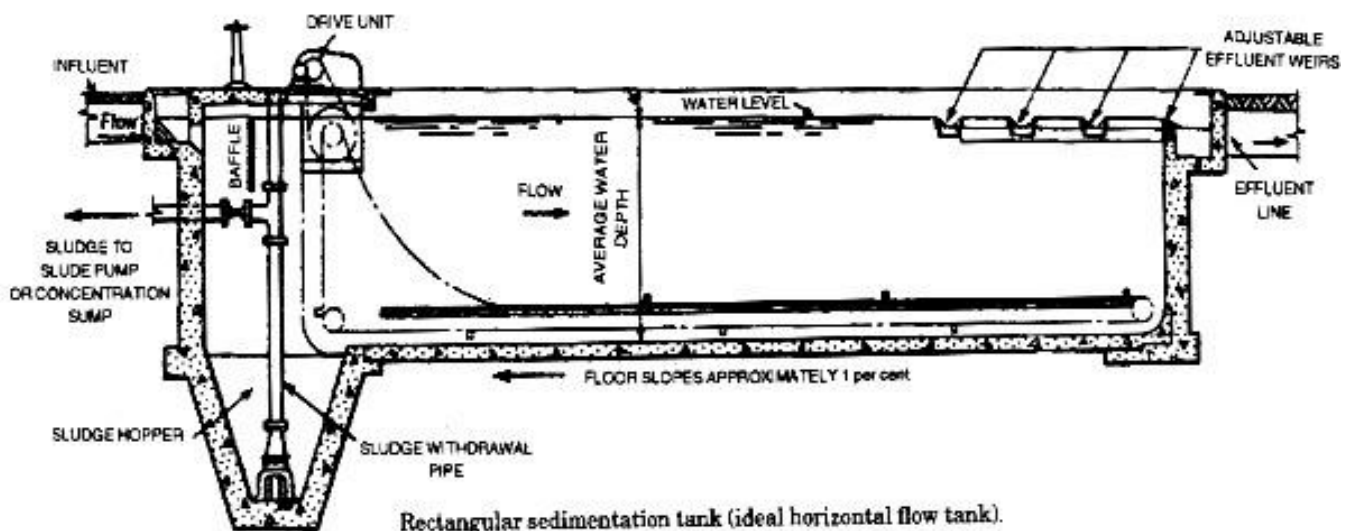 DRIVE UNIT
INFLUENT
Flow
BAFFLE
WATER LEVEL
ADJUSTABLE
EFFLUENT WEIRS
AVERAGE WATER
DEPTH
FLOW
EFFLUENT
LINE
SLUDGE TO
SLUDE PUMP
OR CONCENTRATION
SUMP
FLOOR SLOPES APPROXIMATELY 1 per cent
SLUDGE HOPPER
SLUDGE WITHDRAWAL
PIPE
Rectangular sedimentation tank (ideal horizontal flow tank).